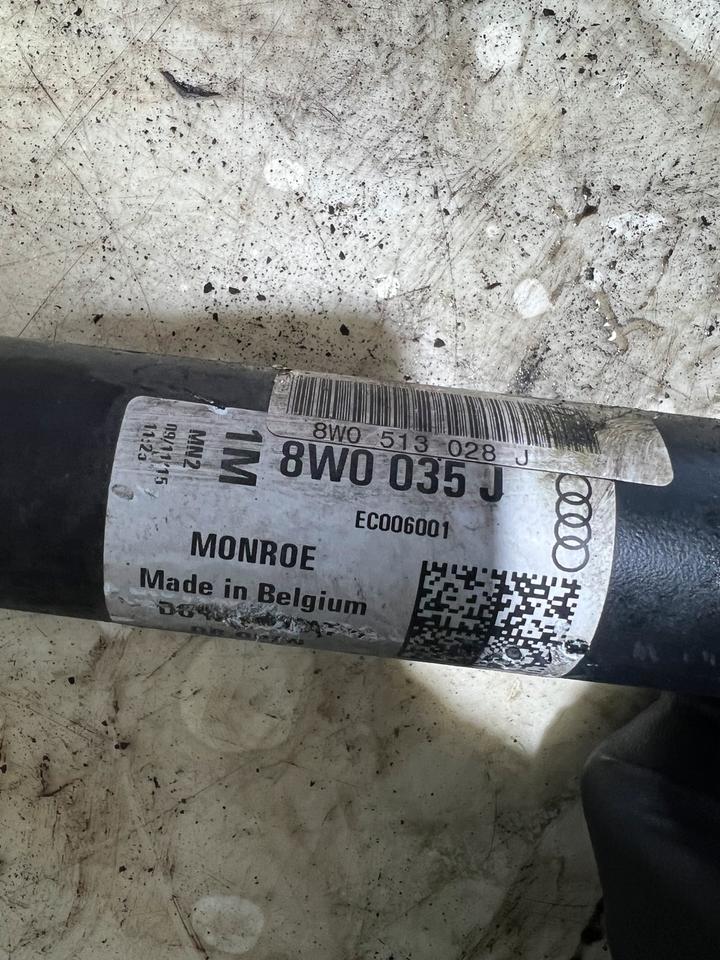 8W0 513 028 J
8W0 035 J
1M
MN2
09/11/15
EC006001
MONROE
Made in Belgium